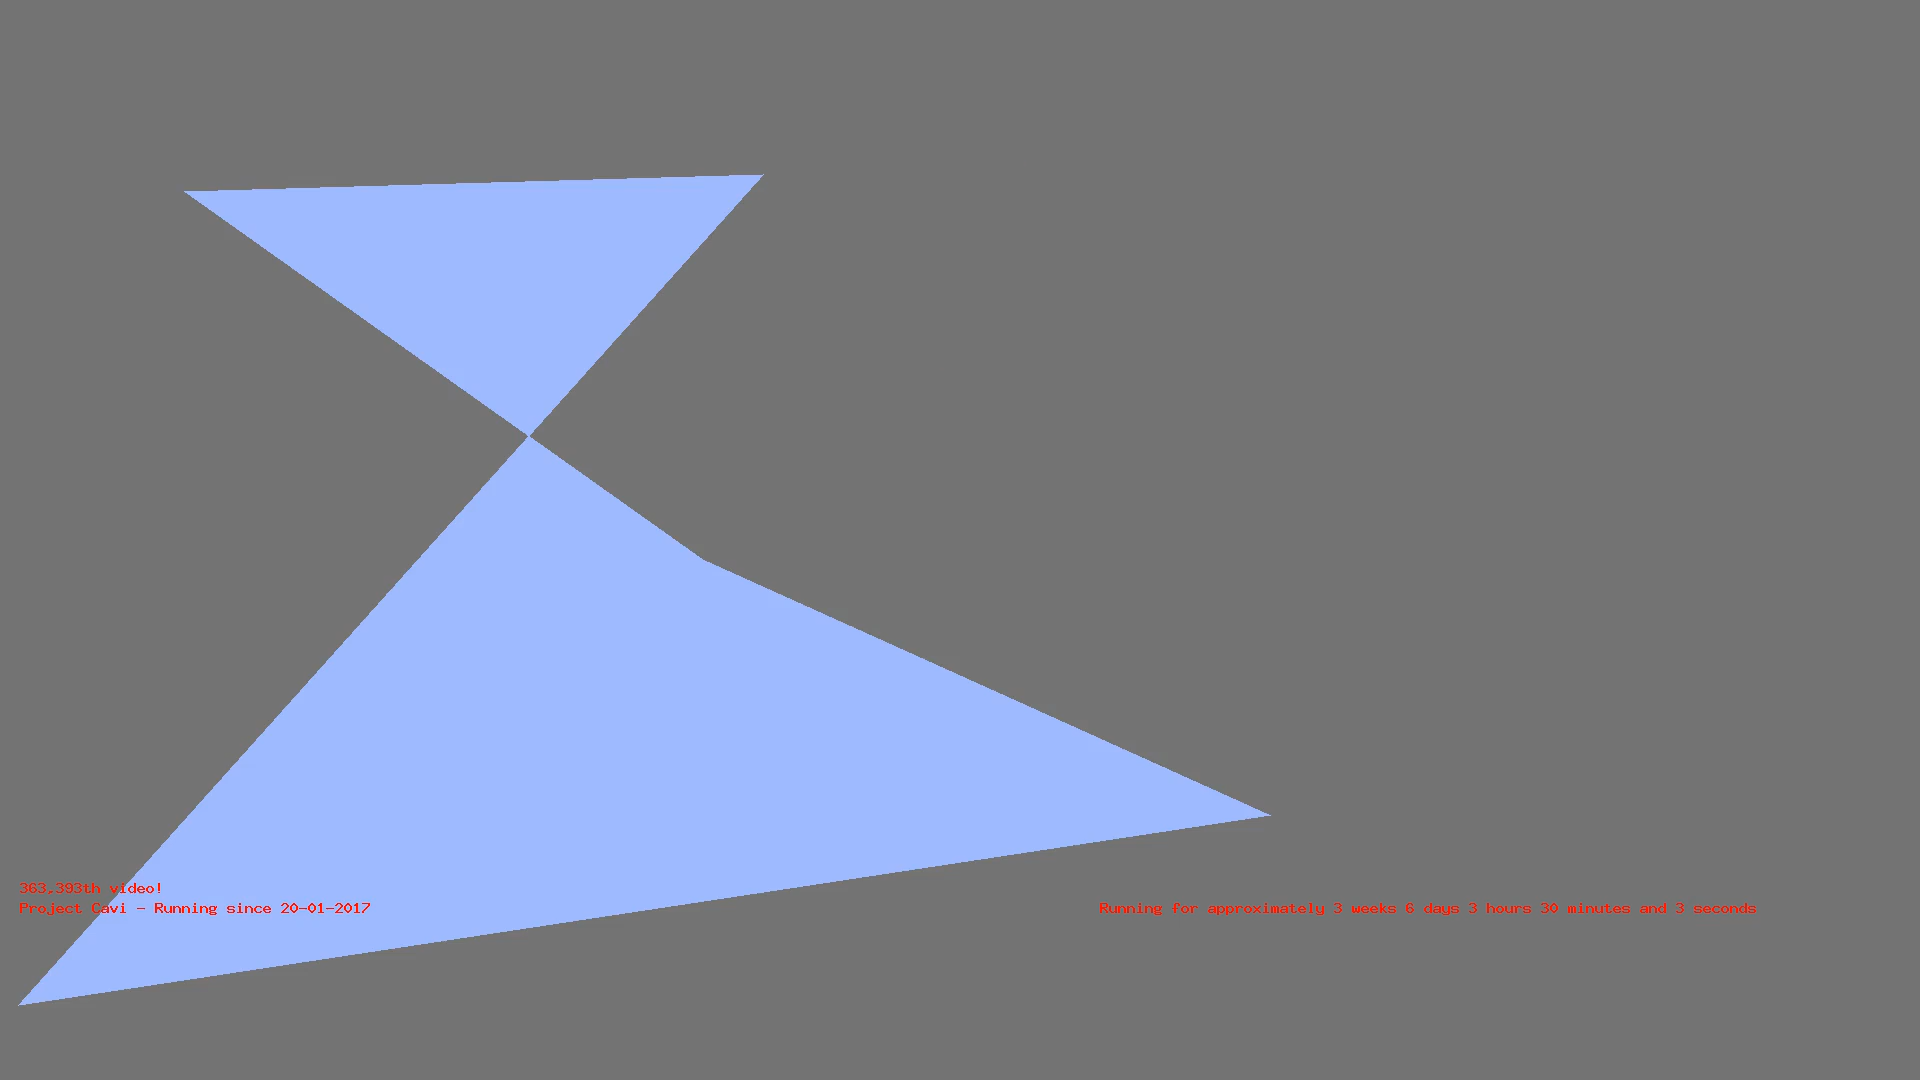 363,393th video!
Project Cavi - Running since 20-01-2017
Running for approximately 3 weeks 6 days 3 hours 30 minutes and 3 seconds